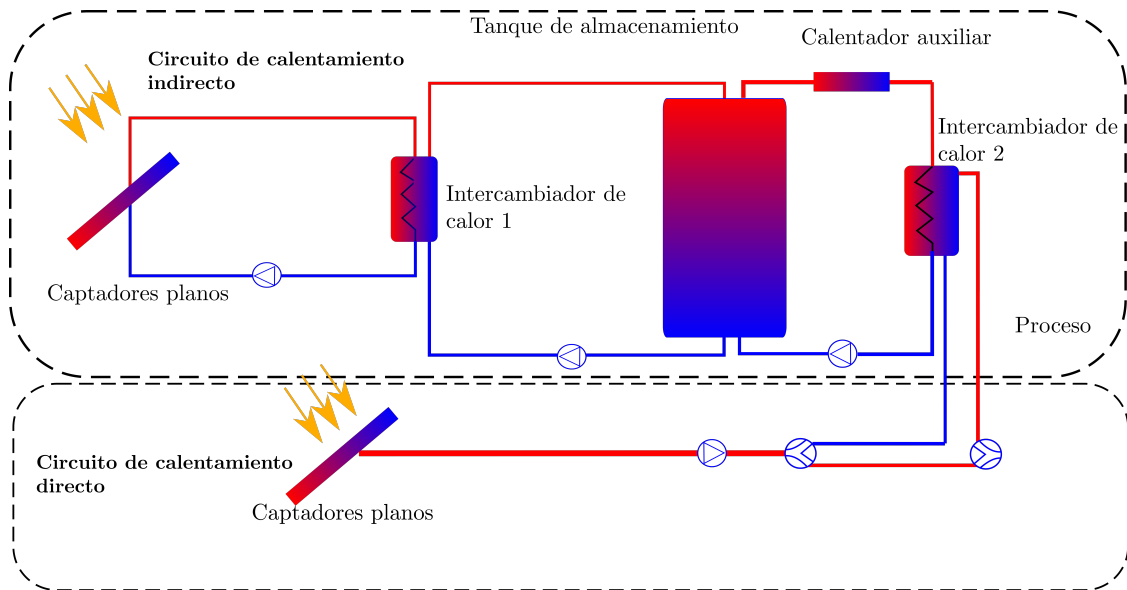 Tanque de almacenamiento
Calentador auxiliar
Circuito de calentamiento
indirecto
Intercambiador de
calor 2
Intercambiador de
calor 1
Captadores planos
Proceso
Circuito de calentamiento
directo
Captadores planos